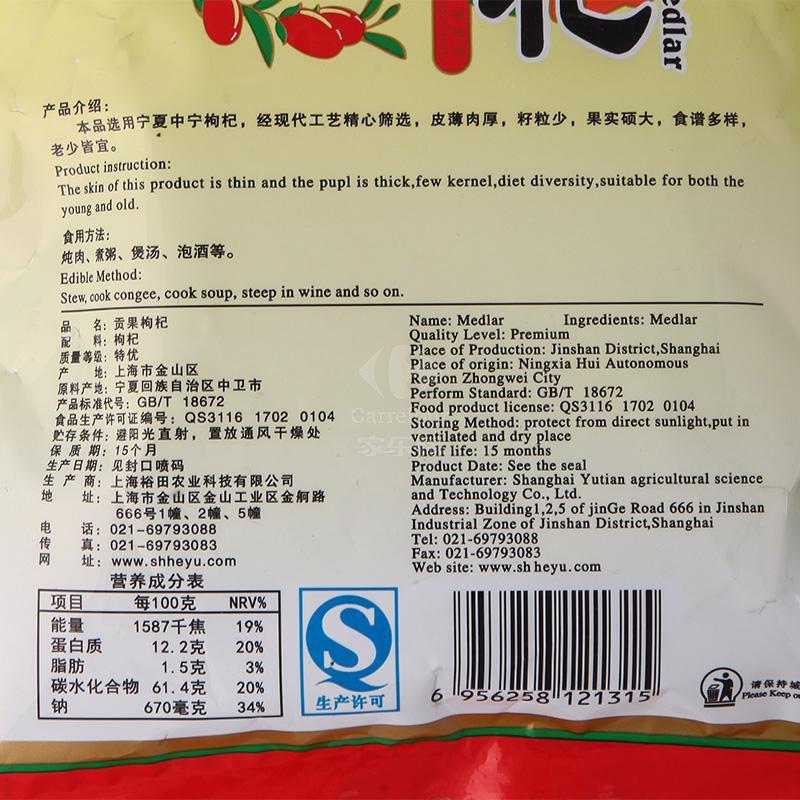 杞
Medlar
产品介绍：
本品选用宁夏中宁枸杞，经现代工艺精心筛选，皮薄肉厚，籽粒少，果实硕大，食谱多样，
老少皆宜。
Product instruction:
The skin of this product is thin and the pupl is thick,few kernel,diet diversity,suitable for both the
young and old.
食用方法：
炖肉、煮粥、煲汤、泡酒等。
Edible Method:
Stew, cook congee, cook soup, steep in wine and so on.
品 名：贡果枸杞
配 料：枸杞
质量等级：特优
产 地：上海市金山区
原料产地：宁夏回族自治区中卫市
产品标准代号：GB/T 18672
食品生产许可证编号：QS3116 1702 0104
贮存条件：避阳光直射，置放通风干燥处
保 质 期：15个月
生产日期：见封口喷码
生 产 商：上海裕田农业科技有限公司
地 址：上海市金山区金山工业区金舸路
666号1幢、2幢、5幢
电 话：021-69793088
传 真：021-69793083
网 址：www.shheyu.com
Name: Medlar Ingredients: Medlar
Quality Level: Premium
Place of Production: Jinshan District,Shanghai
Place of origin: Ningxia Hui Autonomous
Region Zhongwei City
Perform Standard: GB/T 18672
Food product license: QS3116 1702 0104
Storing Method: protect from direct sunlight,put in
ventilated and dry place
Shelf life: 15 months
Product Date: See the seal
Manufacturer: Shanghai Yutian agricultural science
and Technology Co., Ltd.
Address: Building1,2,5 of jinGe Road 666 in Jinshan
Industrial Zone of Jinshan District,Shanghai
Tel: 021-69793088
Fax: 021-69793083
Web site: www.shheyu.com
营养成分表
项目 每100克 NRV%
能量 1587千焦 19%
蛋白质 12.2克 20%
脂肪 1.5克 3%
碳水化合物 61.4克 20%
钠 670毫克 34%
S
生产许可
6 956258 121315
请保持城
Please Keep